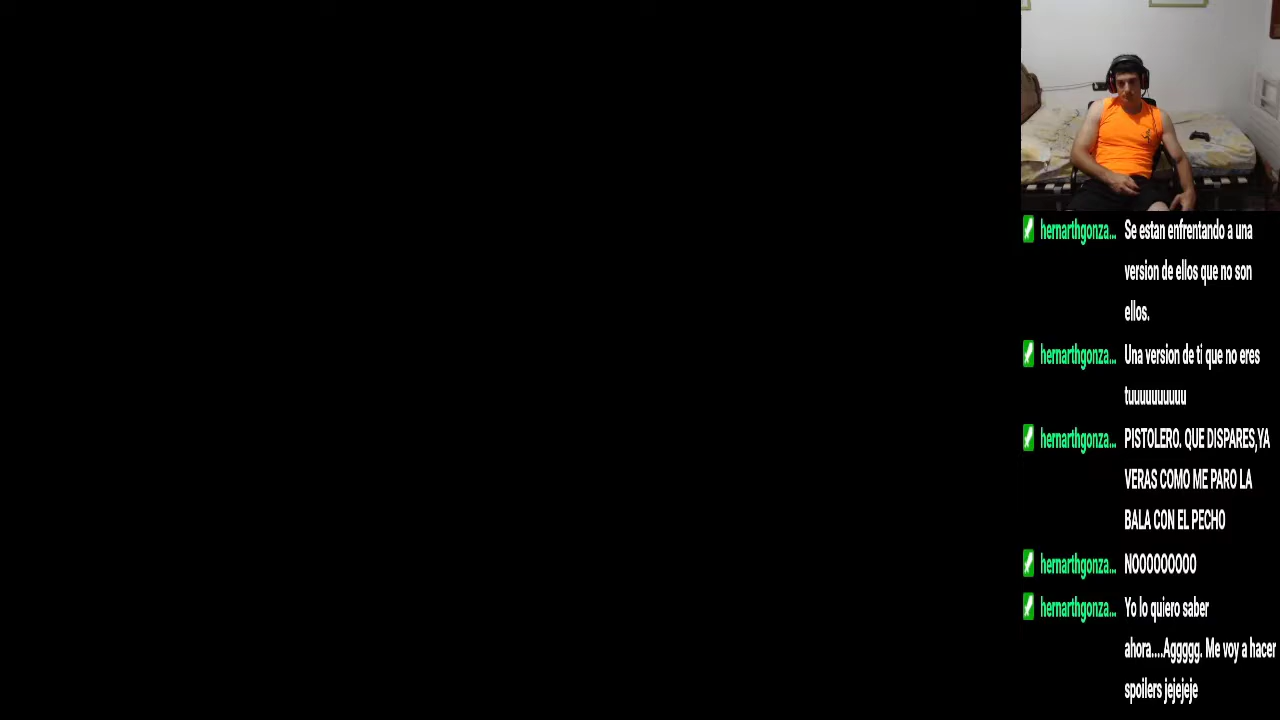 hernarthgonza... Se estan enfrentando a una
version de ellos que no son
ellos.
hernarthgonza... Una version de ti que no eres
tuuuuuuuuuu
hernarthgonza... PISTOLERO. QUE DISPARES,YA
VERAS COMO ME PARO LA
BALA CON EL PECHO
hernarthgonza... NOOOOOOOOO
hernarthgonza... Yo lo quiero saber
ahora....Aggggg. Me voy a hacer
spoilers jejejeje